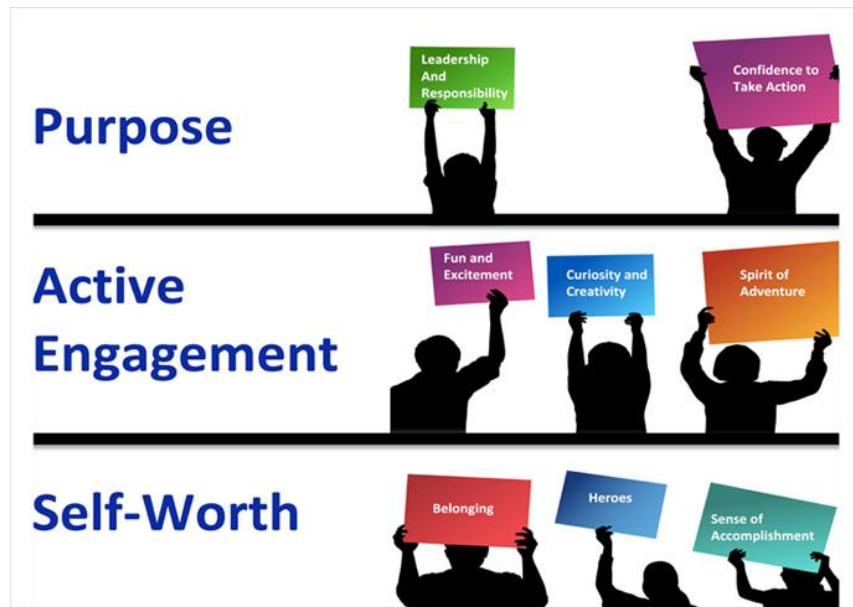 Purpose
Leadership
And
Responsibility
Confidence to
Take Action
Active
Engagement
Fun and
Excitement
Curiosity and
Creativity
Spirit of
Adventure
Self-Worth
Belonging
Heroes
Sense of
Accomplishment